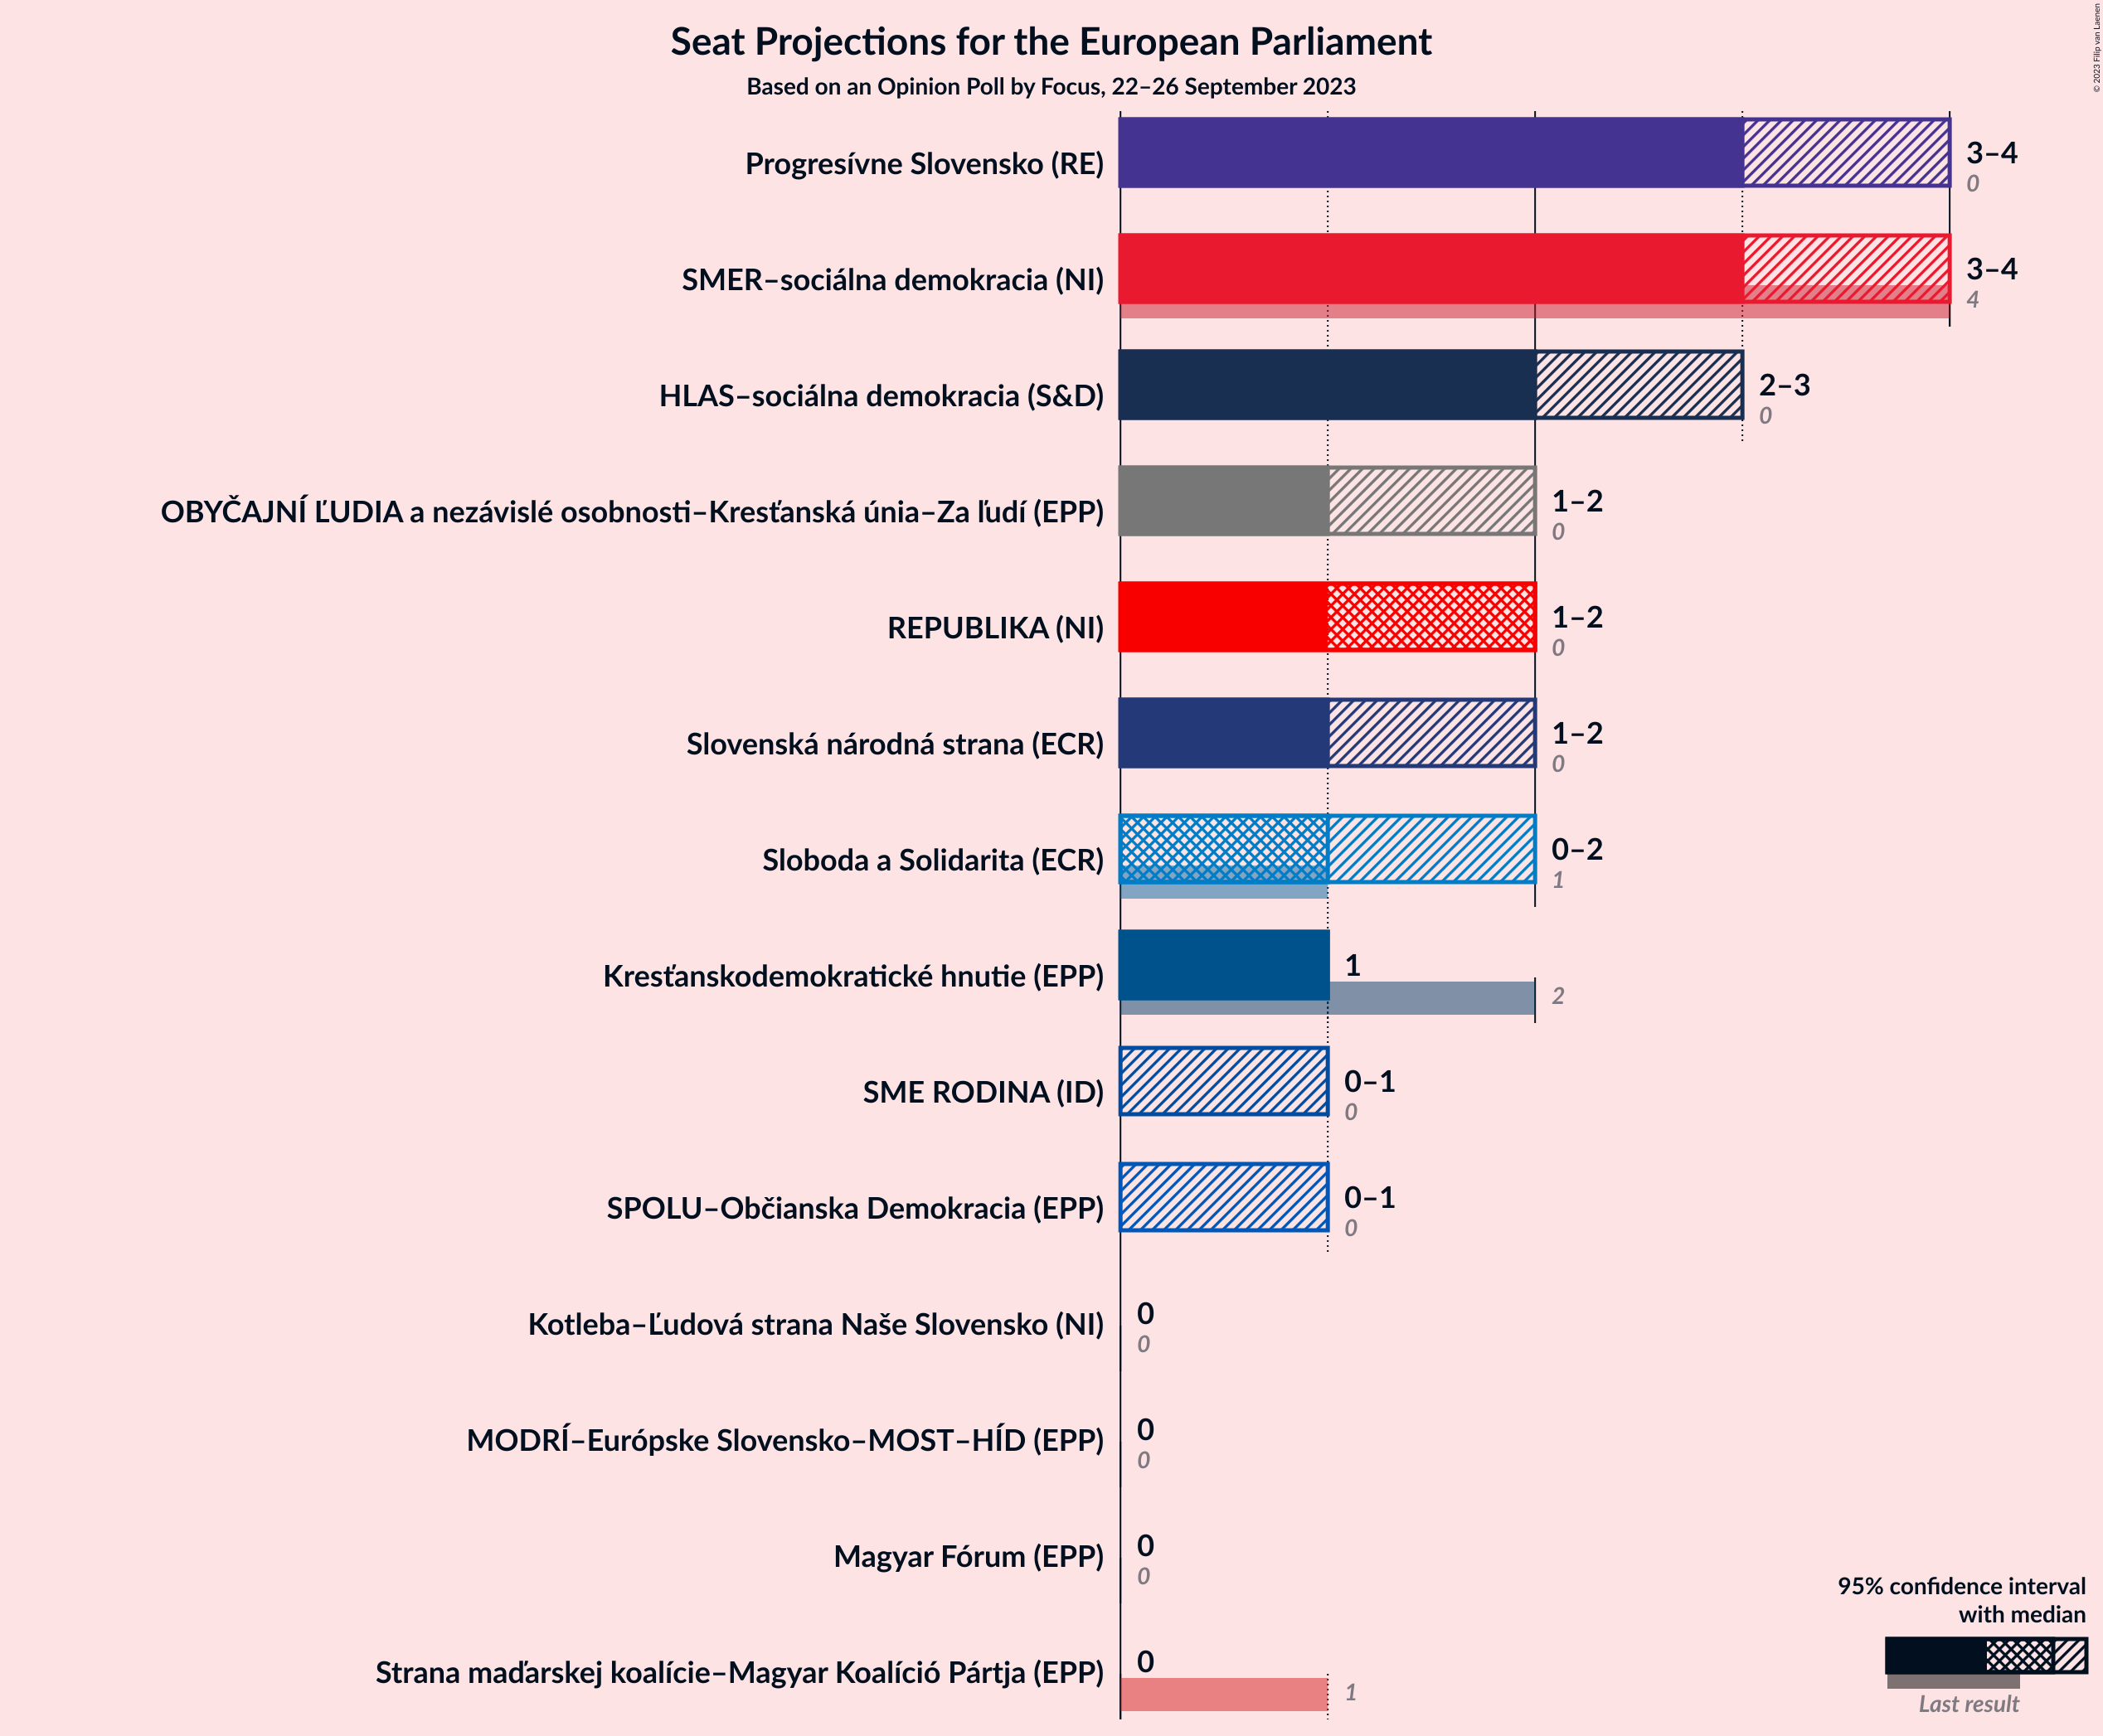 Seat Projections for the European Parliament
Based on an Opinion Poll by Focus, 22–26 September 2023
© 2023 Filip van Laenen
Progresívne Slovensko (RE)
3–4
0
SMER–sociálna demokracia (NI)
3–4
4
HLAS–sociálna demokracia (S&D)
2–3
0
OBYČAJNÍ ĽUDIA a nezávislé osobnosti–Kresťanská únia–Za ľudí (EPP)
1–2
0
REPUBLIKA (NI)
1–2
0
Slovenská národná strana (ECR)
1–2
0
Sloboda a Solidarita (ECR)
0–2
1
Kresťanskodemokratické hnutie (EPP)
1
2
SME RODINA (ID)
0–1
0
SPOLU–Občianska Demokracia (EPP)
0–1
0
Kotleba–Ľudová strana Naše Slovensko (NI)
0
0
MODRÍ–Európske Slovensko–MOST–HÍD (EPP)
0
0
Magyar Fórum (EPP)
0
0
Strana maďarskej koalície–Magyar Koalíció Pártja (EPP)
0
1
95% confidence interval
with median
Last result